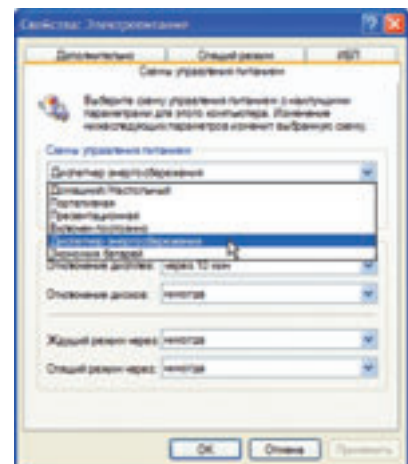 Свойства: Электропитание
Дополнительно Спящий режим ИБП
Схемы управления питанием
Выберите схему управления питанием с наилучшими
параметрами для этого компьютера. Изменение
нижеследующих параметров изменит выбранную схему.
Схемы управления питанием
Диспетчер энергосбережения
Домашний/Настольный
Портативная
Презентационная
Включен постоянно
Диспетчер энергосбережения
Экономия батарей
Отключение дисплея: через 10 мин
Отключение дисков: никогда
Ждущий режим через: никогда
Спящий режим через: никогда
ОК Отмена Применить